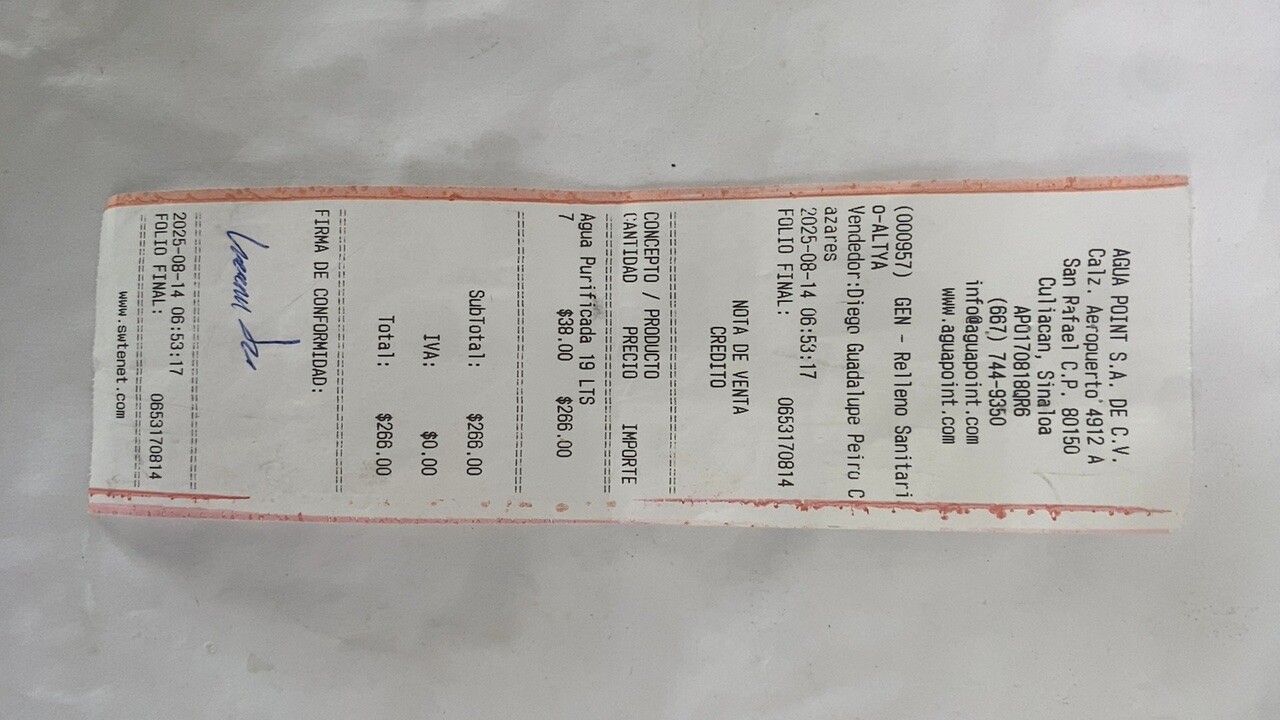 AGUA POINT S.A. DE C.V.
Calz. Aeropuerto 4912 A
San Rafael C.P. 80150
Culiacan, Sinaloa
APO170818QR6
(667) 744-9350
info@aguapoint.com
www.aguapoint.com
(000957) GEN - Relleno Sanitari
o-ALTYA
Vendedor:Diego Guadalupe Peiro C
azares
2025-08-14 06:53:17
FOLIO FINAL: 0653170814
NOTA DE VENTA
CREDITO
CONCEPTO / PRODUCTO
CANTIDAD PRECIO IMPORTE
Agua Purificada 19 LTS
7 $38.00 $266.00
SubTotal: $266.00
IVA: $0.00
Total: $266.00
FIRMA DE CONFORMIDAD:
2025-08-14 06:53:17
FOLIO FINAL: 0653170814
www.swtenet.com